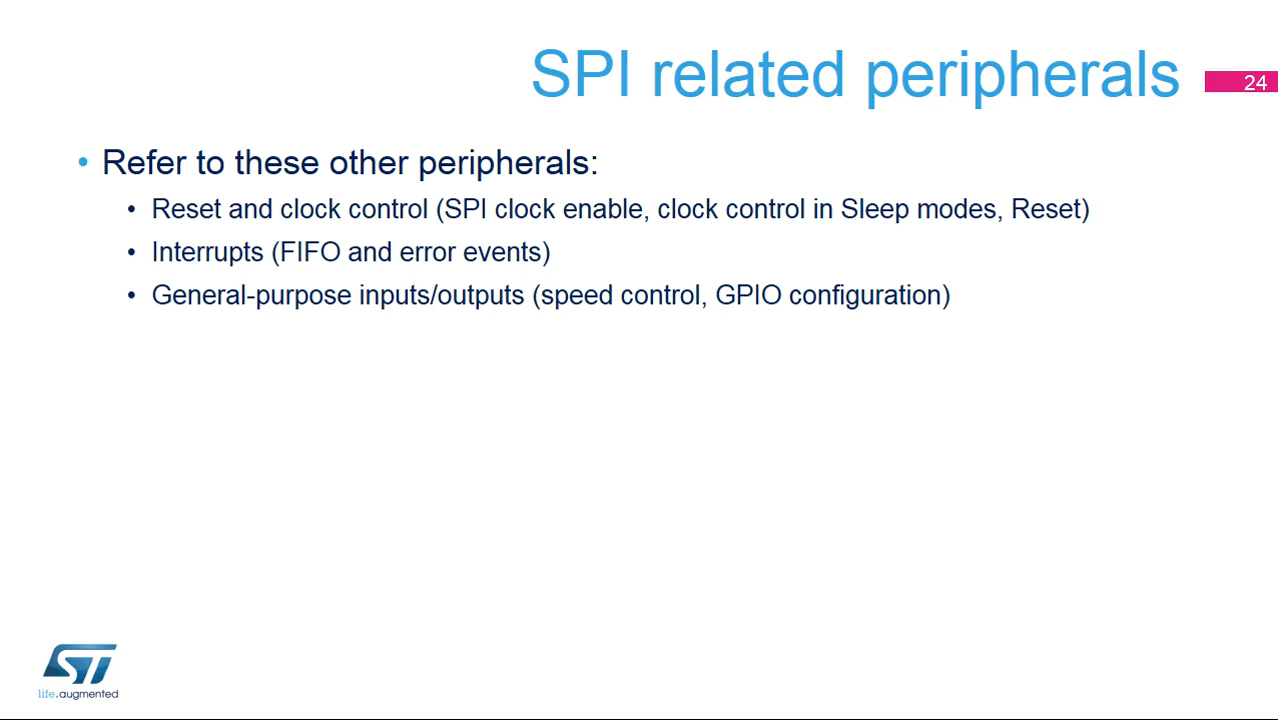 SPI related peripherals
24
• Refer to these other peripherals:
• Reset and clock control (SPI clock enable, clock control in Sleep modes, Reset)
• Interrupts (FIFO and error events)
• General-purpose inputs/outputs (speed control, GPIO configuration)
ST
life.augmented